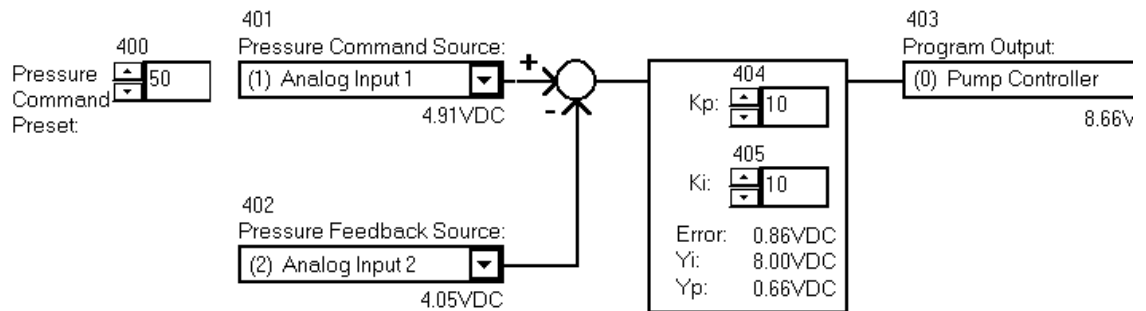 400
Pressure Command Preset:
50
401
Pressure Command Source:
(1) Analog Input 1
4.91VDC
+
-
402
Pressure Feedback Source:
(2) Analog Input 2
4.05VDC
404
Kp:
10
405
Ki:
10
Error: 0.86VDC
Yi: 8.00VDC
Yp: 0.66VDC
403
Program Output:
(0) Pump Controller
8.66V